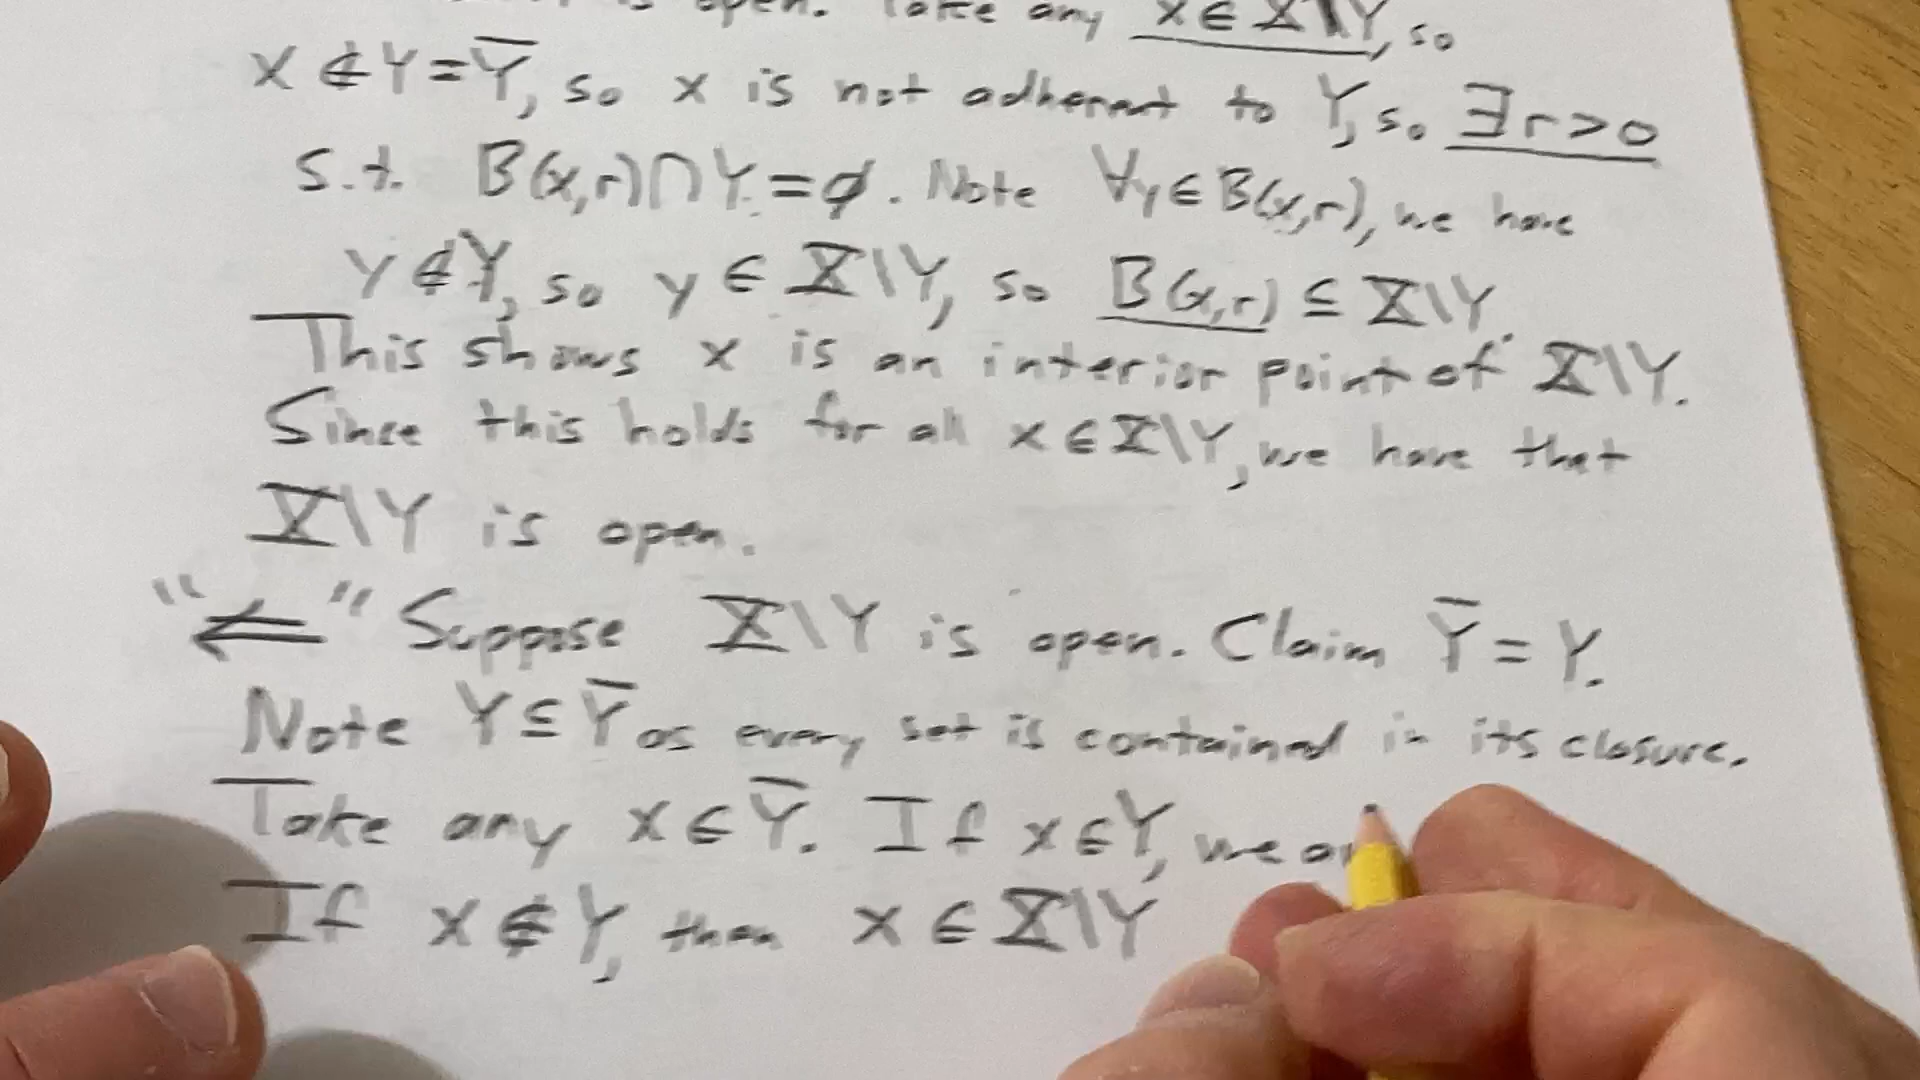 is open. Take any x ∈ X\Y, so
x ∉ Y = Y̅, so x is not adherent to Y, so ∃ r > 0
s.t. B(x,r) ∩ Y = ∅. Note ∀y ∈ B(x,r), we have
y ∉ Y, so y ∈ X\Y, so B(x,r) ⊆ X\Y.
This shows x is an interior point of X\Y.
Since this holds for all x ∈ X\Y, we have that
X\Y is open.
"⇐" Suppose X\Y is open. Claim Y̅ = Y.
Note Y ⊆ Y̅ as every set is contained in its closure.
Take any x ∈ Y̅. If x ∈ Y, we
If x ∉ Y, then x ∈ X\Y